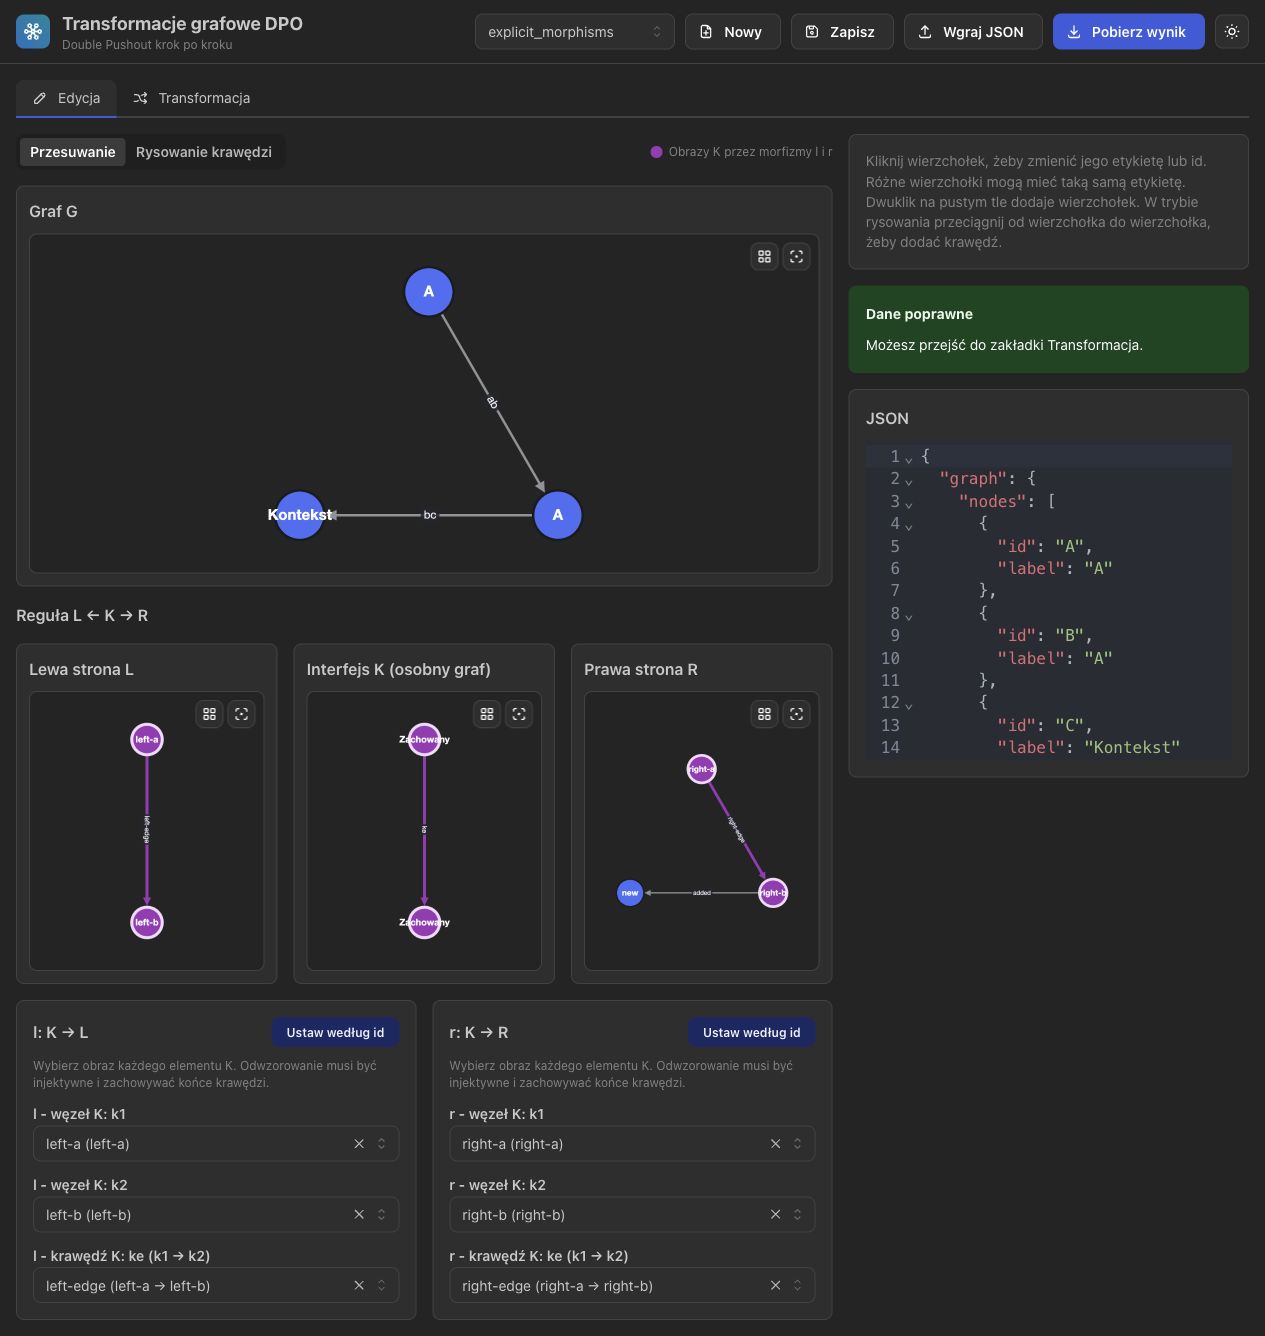 Transformacje grafowe DPO
Double Pushout krok po kroku
explicit_morphisms
Nowy
Zapisz
Wgraj JSON
Pobierz wynik
Edycja
Transformacja
Przesuwanie
Rysowanie krawędzi
Obrazy K przez morfizmy l i r
Graf G
A
ab
Kontekst
bc
A
Reguła L ← K → R
Lewa strona L
left-a
left-edge
left-b
Interfejs K (osobny graf)
Zachowany
ke
Zachowany
Prawa strona R
right-a
right-edge
new
added
right-b
l: K → L
Ustaw według id
Wybierz obraz każdego elementu K. Odwzorowanie musi być
injektywne i zachowywać końce krawędzi.
l - węzeł K: k1
left-a (left-a)
l - węzeł K: k2
left-b (left-b)
l - krawędź K: ke (k1 → k2)
left-edge (left-a → left-b)
r: K → R
Ustaw według id
Wybierz obraz każdego elementu K. Odwzorowanie musi być
injektywne i zachowywać końce krawędzi.
r - węzeł K: k1
right-a (right-a)
r - węzeł K: k2
right-b (right-b)
r - krawędź K: ke (k1 → k2)
right-edge (right-a → right-b)
Kliknij wierzchołek, żeby zmienić jego etykietę lub id.
Różne wierzchołki mogą mieć taką samą etykietę.
Dwuklik na pustym tle dodaje wierzchołek. W trybie
rysowania przeciągnij od wierzchołka do wierzchołka,
żeby dodać krawędź.
Dane poprawne
Możesz przejść do zakładki Transformacja.
JSON
1 {
2 "graph": {
3 "nodes": [
4 {
5 "id": "A",
6 "label": "A"
7 },
8 {
9 "id": "B",
10 "label": "A"
11 },
12 {
13 "id": "C",
14 "label": "Kontekst"